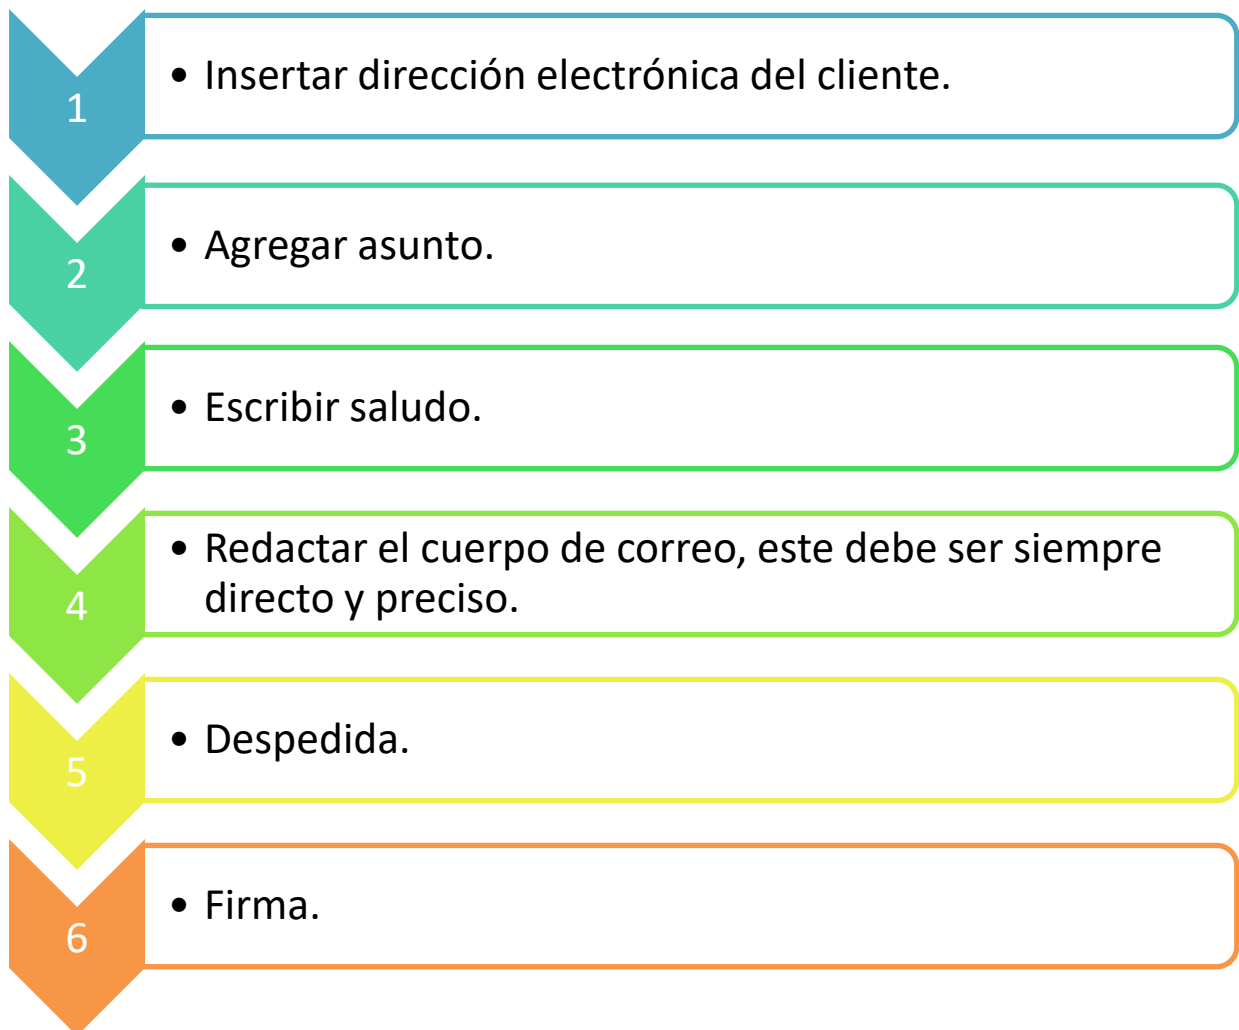 1
• Insertar dirección electrónica del cliente.
2
• Agregar asunto.
3
• Escribir saludo.
4
• Redactar el cuerpo de correo, este debe ser siempre
directo y preciso.
5
• Despedida.
6
• Firma.